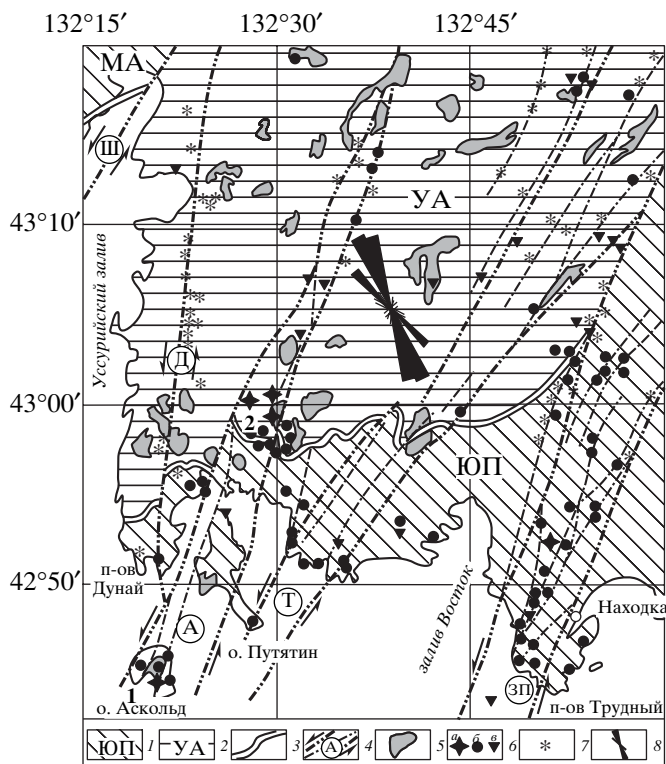 132°15′ 132°30′ 132°45′
МА
Ш
УА
43°10′
Уссурийский залив
Д
43°00′
2
ЮП
п-ов
Дунай
42°50′
залив Восток
Находка
Т
А
о. Путятин
1
ЗП
о. Аскольд
п-ов Трудный
ЮП 1 УА 2 3 А 4 5 а б в 6 7 8